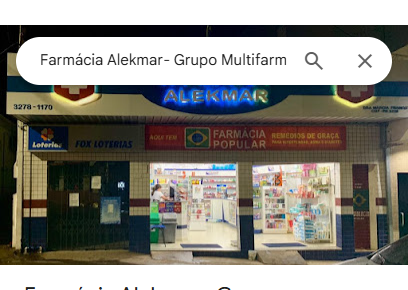 Farmácia Alekmar- Grupo Multifarm
ALEKMAR
3278-1170
Loterias
FOX LOTERIAS
AQUI TEM
FARMÁCIA
POPULAR
REMÉDIOS DE GRAÇA